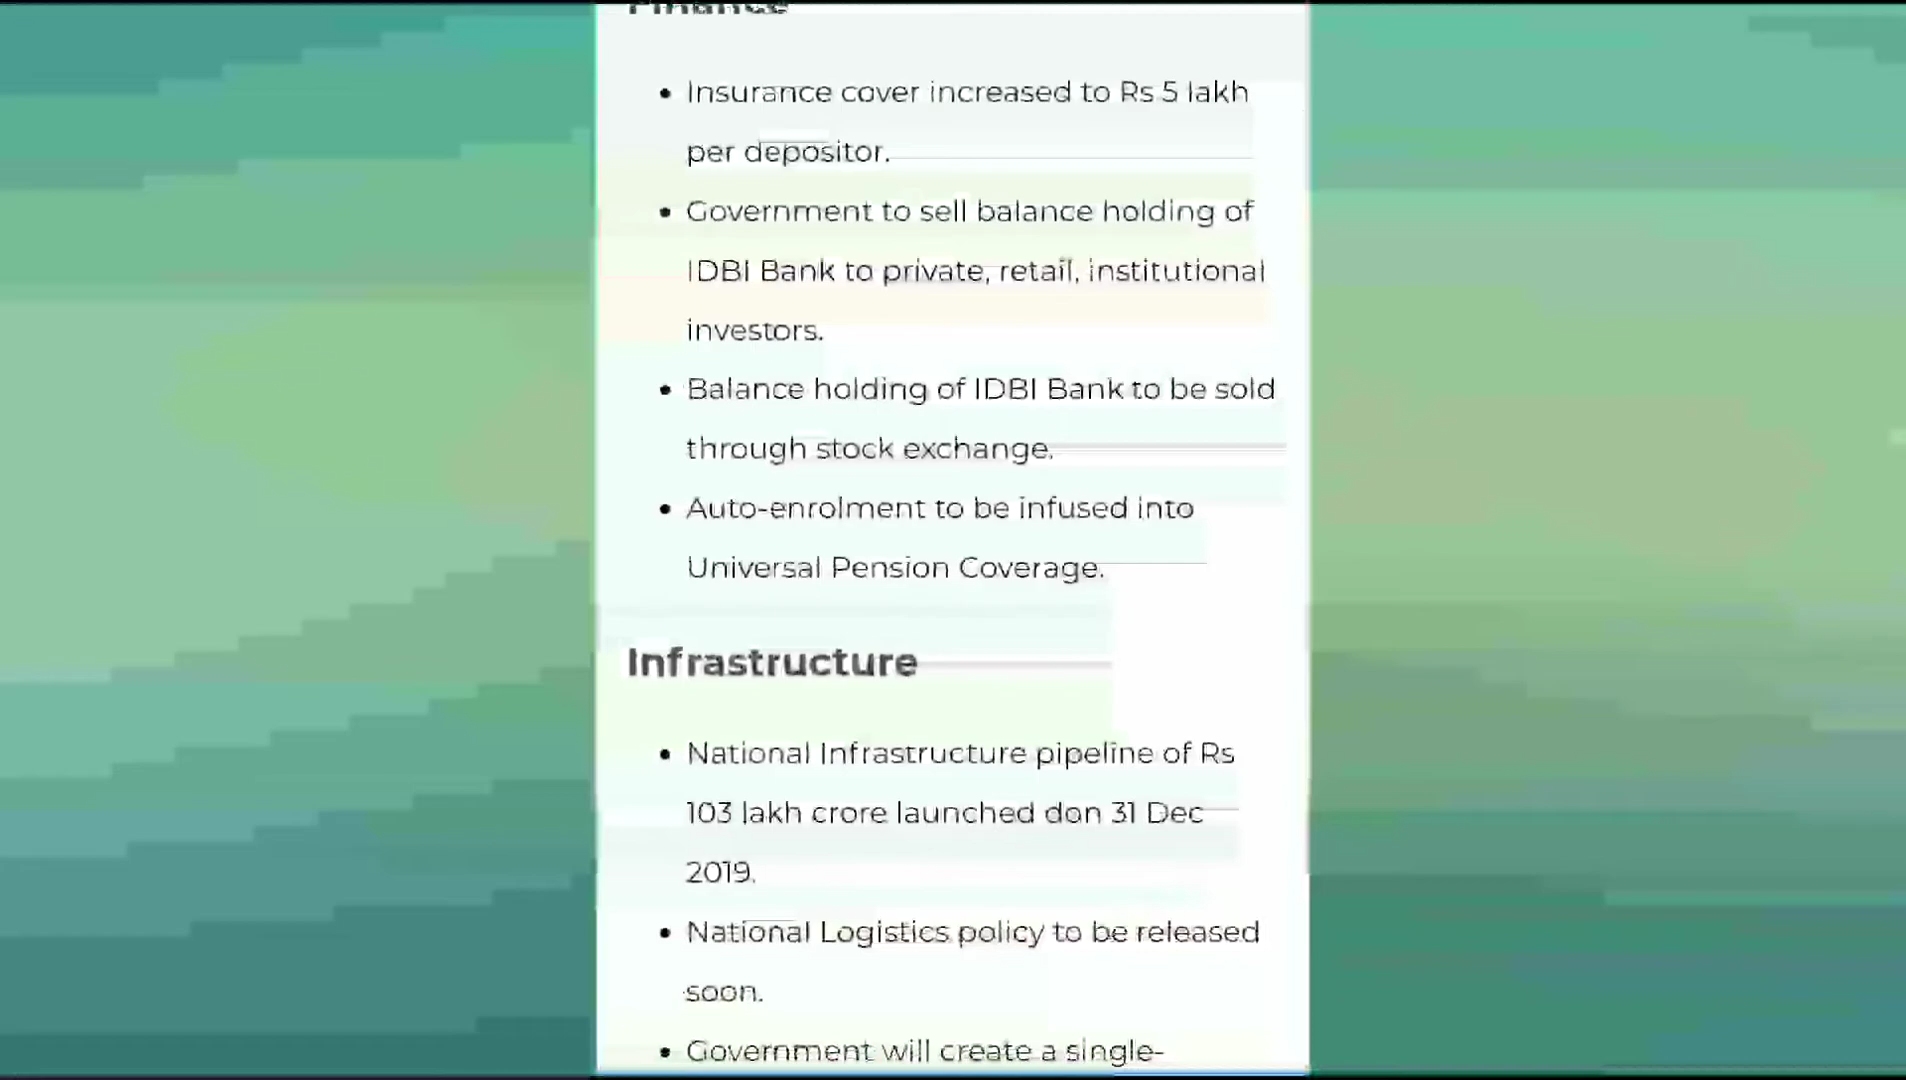 Finance
• Insurance cover increased to Rs 5 lakh
per depositor.
• Government to sell balance holding of
IDBI Bank to private, retail, institutional
investors.
• Balance holding of IDBI Bank to be sold
through stock exchange.
• Auto-enrolment to be infused into
Universal Pension Coverage.
Infrastructure
• National Infrastructure pipeline of Rs
103 lakh crore launched don 31 Dec
2019.
• National Logistics policy to be released
soon.
• Government will create a single-